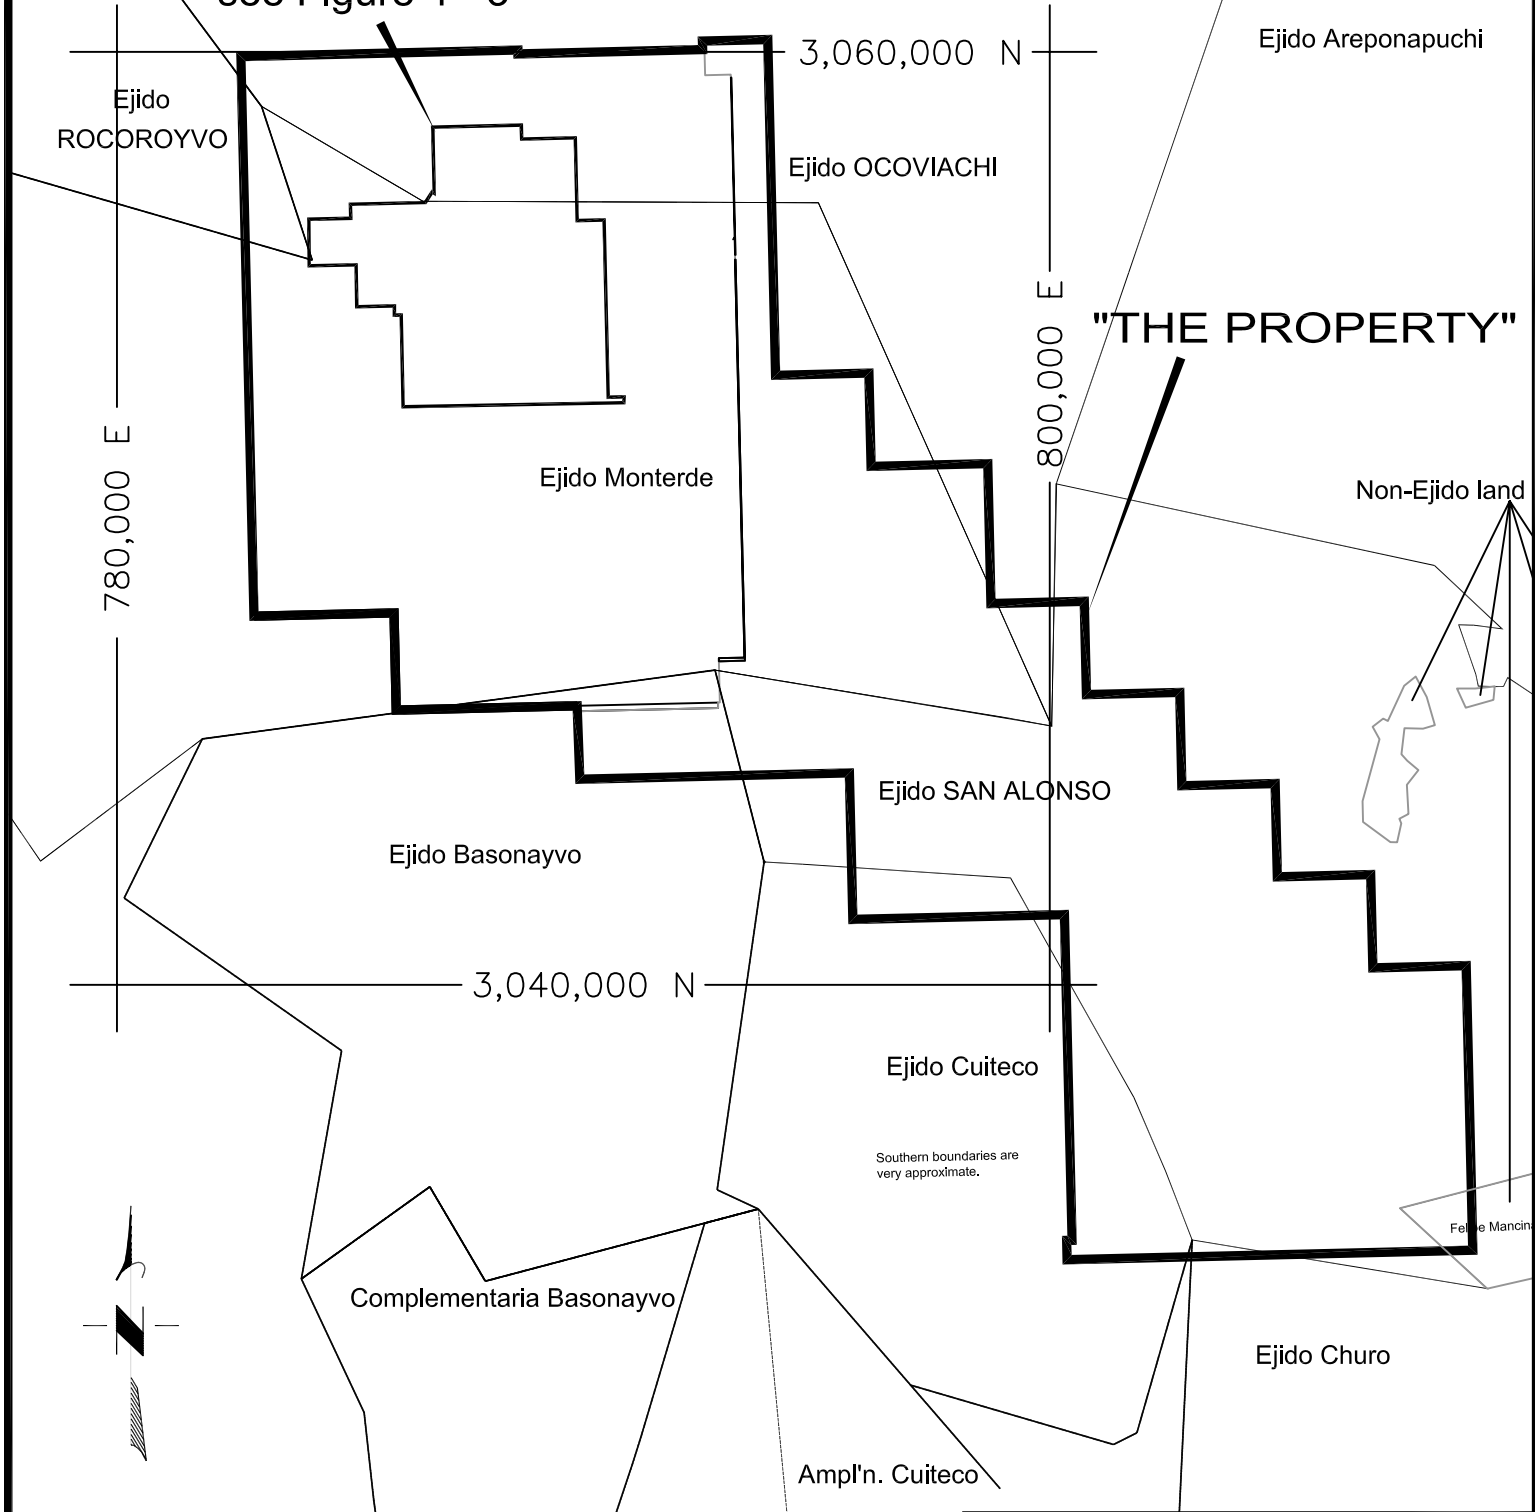 3,060,000 N
Ejido Areponapuchi
Ejido
ROCOROYVO
Ejido OCOVIACHI
800,000 E
"THE PROPERTY"
780,000 E
Ejido Monterde
Non-Ejido land
Ejido SAN ALONSO
Ejido Basonayvo
3,040,000 N
Ejido Cuiteco
Southern boundaries are
very approximate.
N
Complementaria Basonayvo
Ejido Churo
Ampl'n. Cuiteco